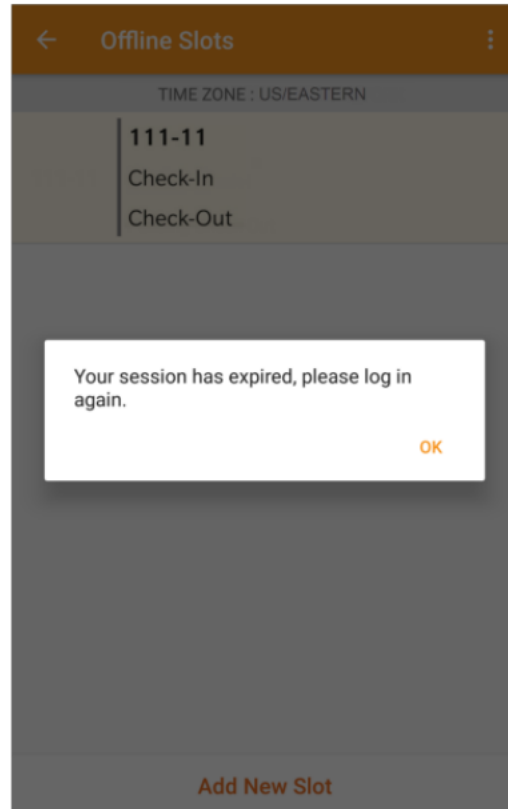 Offline Slots
TIME ZONE : US/EASTERN
111-11
Check-In
Check-Out
Your session has expired, please log in
again.
OK
Add New Slot